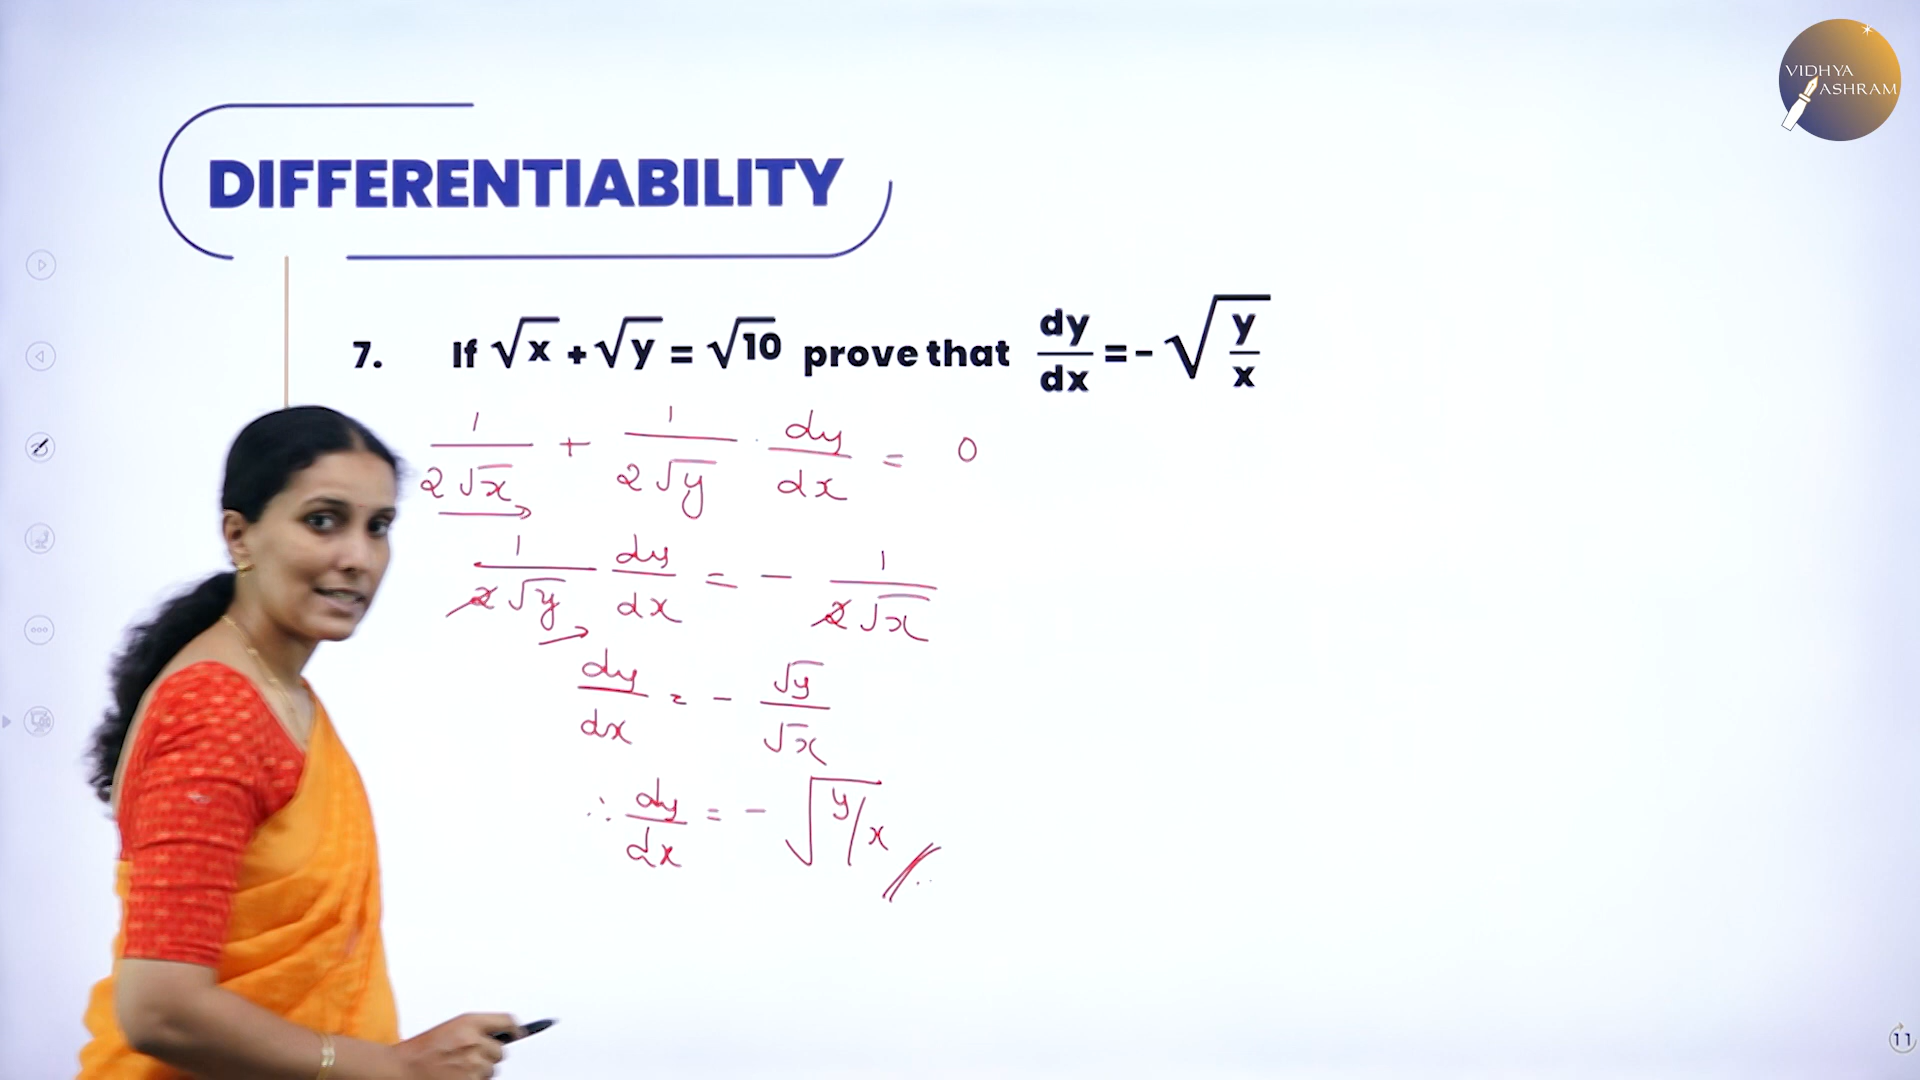 VIDHYA
ASHRAM
DIFFERENTIABILITY
7. If √x + √y = √10 prove that dy/dx = - √(y/x)
1/(2√x) + 1/(2√y) . dy/dx = 0
1/(2√y) dy/dx = - 1/(2√x)
dy/dx = - √y/√x
∴ dy/dx = - √(y/x)
11